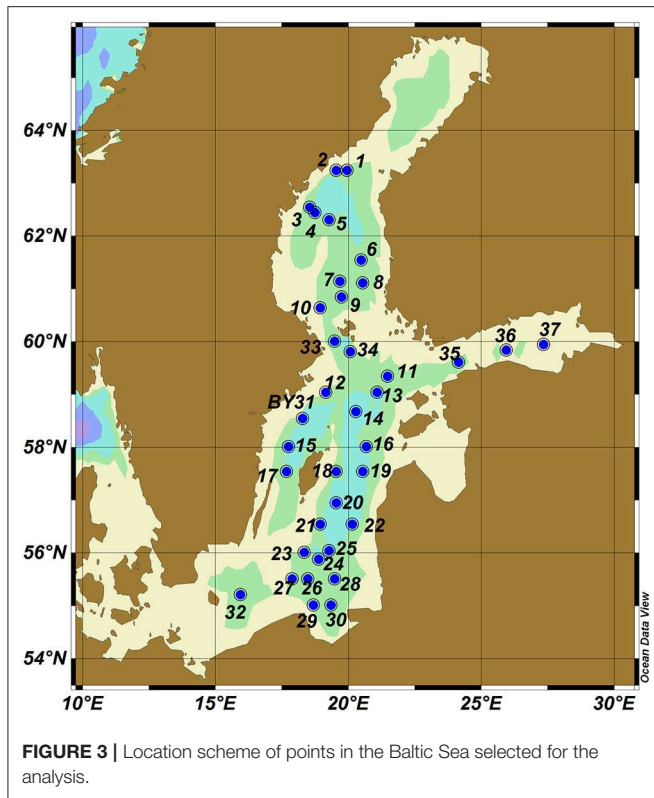 64°N
2 1
3
4 5
62°N
6
7 8
9
10
60°N
33 34
35 36 37
11
12
13
BY31
14
58°N
15 16
17 18 19
20
21 22
56°N
23 25
24
27 26 28
32
29 30
54°N
10°E 15°E 20°E 25°E 30°E
Ocean Data View
FIGURE 3 | Location scheme of points in the Baltic Sea selected for the
analysis.